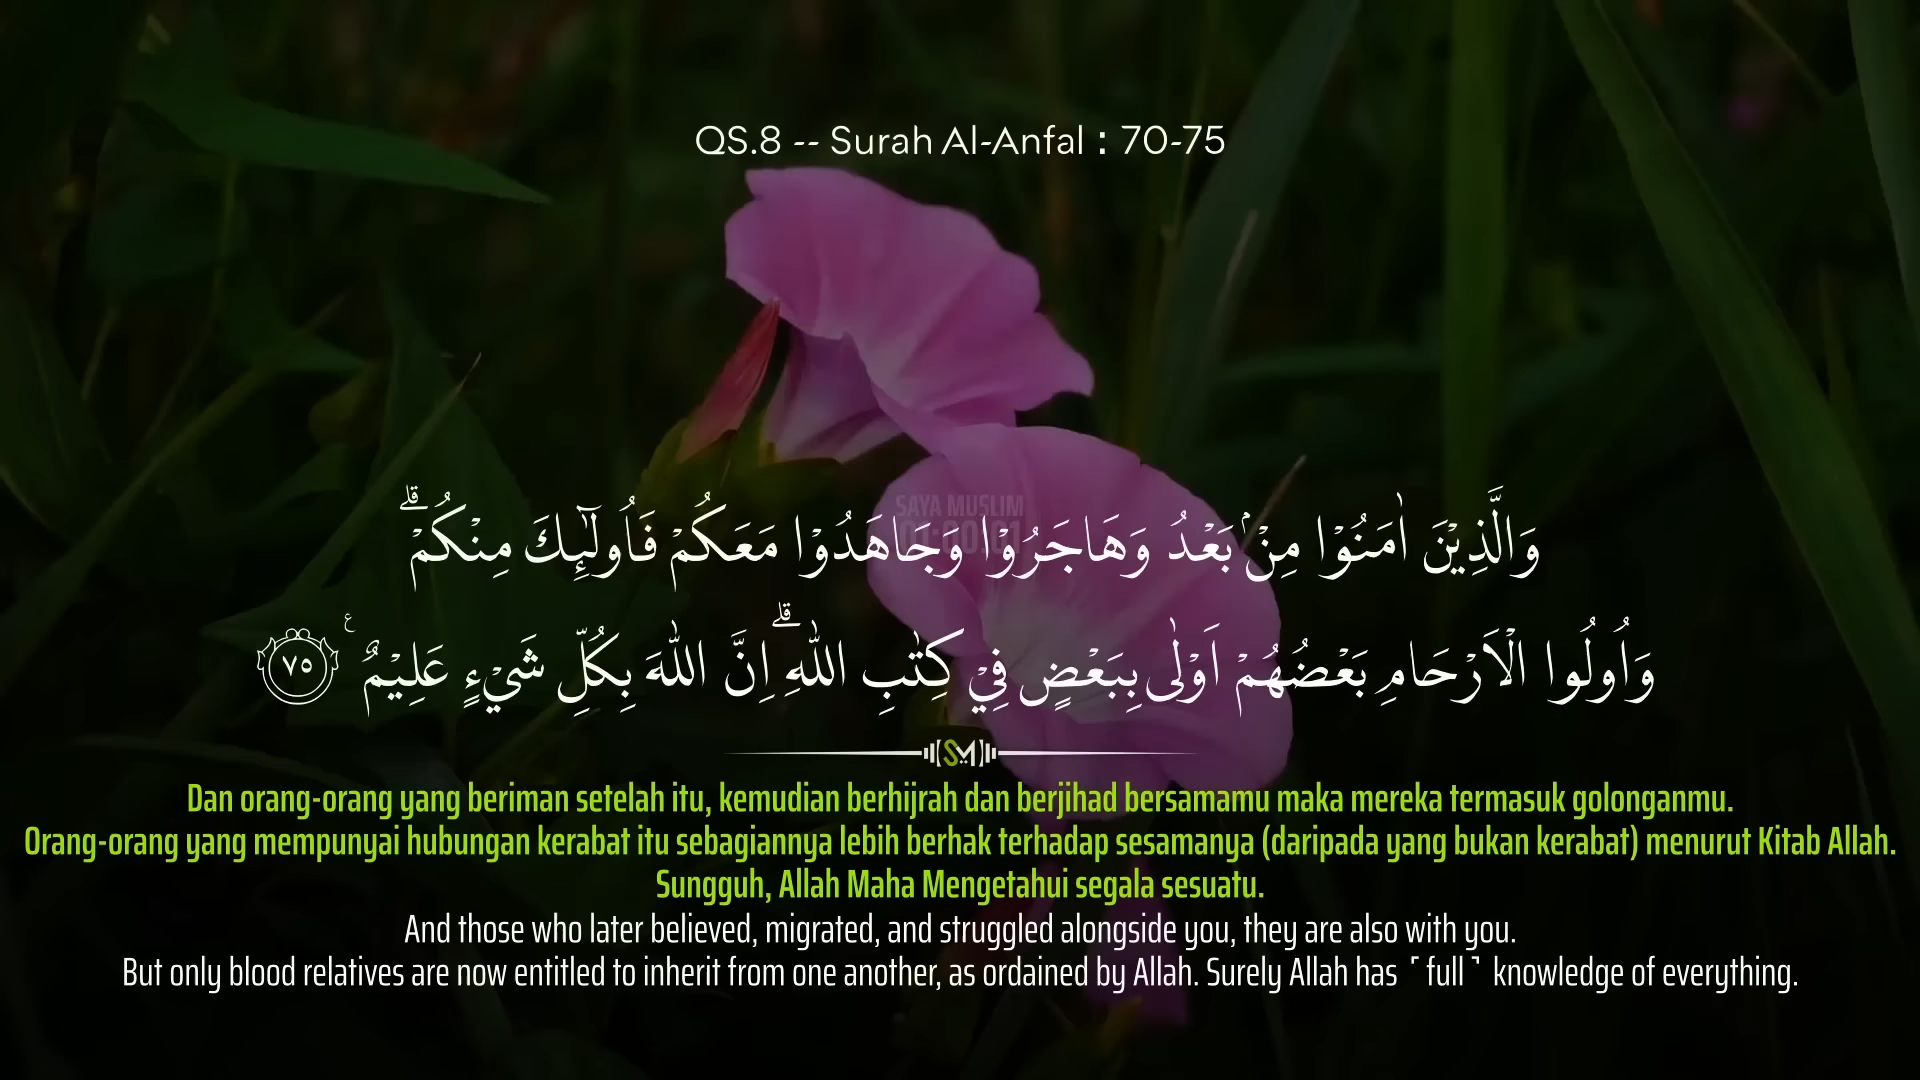 QS.8 -- Surah Al-Anfal : 70-75
SAYA MUSLIM
وَالَّذِيْنَ اٰمَنُوْا مِنْۢ بَعْدُ وَهَاجَرُوْا وَجَاهَدُوْا مَعَكُمْ فَاُولٰۤىِٕكَ مِنْكُمْۗ
وَاُولُوا الْاَرْحَامِ بَعْضُهُمْ اَوْلٰى بِبَعْضٍ فِيْ كِتٰبِ اللّٰهِ ۗاِنَّ اللّٰهَ بِكُلِّ شَيْءٍ عَلِيْمٌ ࣖ ٧٥
SM
Dan orang-orang yang beriman setelah itu, kemudian berhijrah dan berjihad bersamamu maka mereka termasuk golonganmu.
Orang-orang yang mempunyai hubungan kerabat itu sebagiannya lebih berhak terhadap sesamanya (daripada yang bukan kerabat) menurut Kitab Allah.
Sungguh, Allah Maha Mengetahui segala sesuatu.
And those who later believed, migrated, and struggled alongside you, they are also with you.
But only blood relatives are now entitled to inherit from one another, as ordained by Allah. Surely Allah has ˹full˺ knowledge of everything.